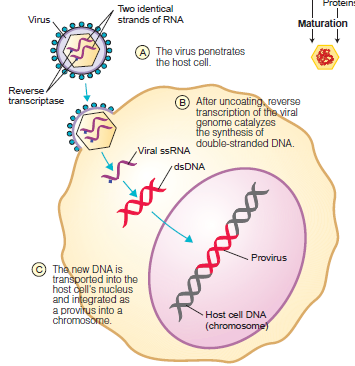 Virus
Two identical
strands of RNA
Proteins
Maturation
A The virus penetrates
the host cell.
Reverse
transcriptase
B After uncoating, reverse
transcription of the viral
genome catalyzes
the synthesis of
double-stranded DNA.
Viral ssRNA
dsDNA
Provirus
C The new DNA is
transported into the
host cell's nucleus
and integrated as
a provirus into a
chromosome.
Host cell DNA
(chromosome)